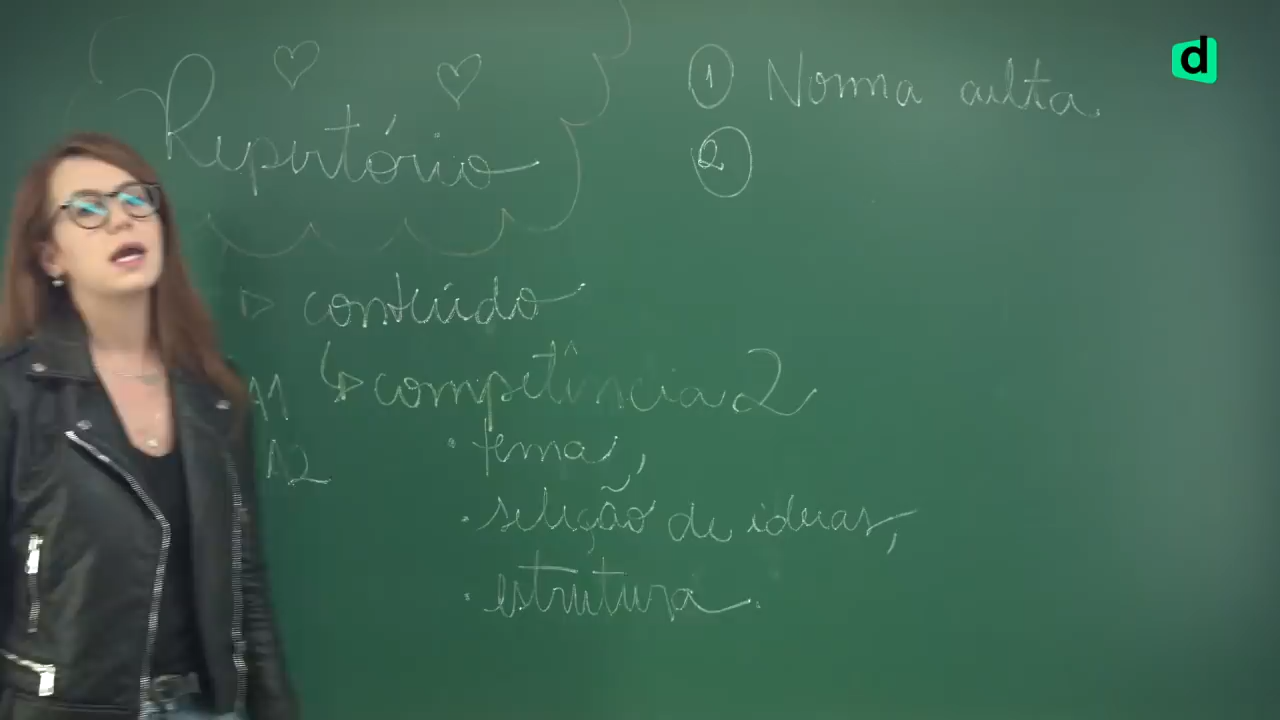 Repertório
conteúdo
competência 2
A1
A2
• tema,
• seleção de ideias,
• estrutura.
1 Norma culta.
2
d